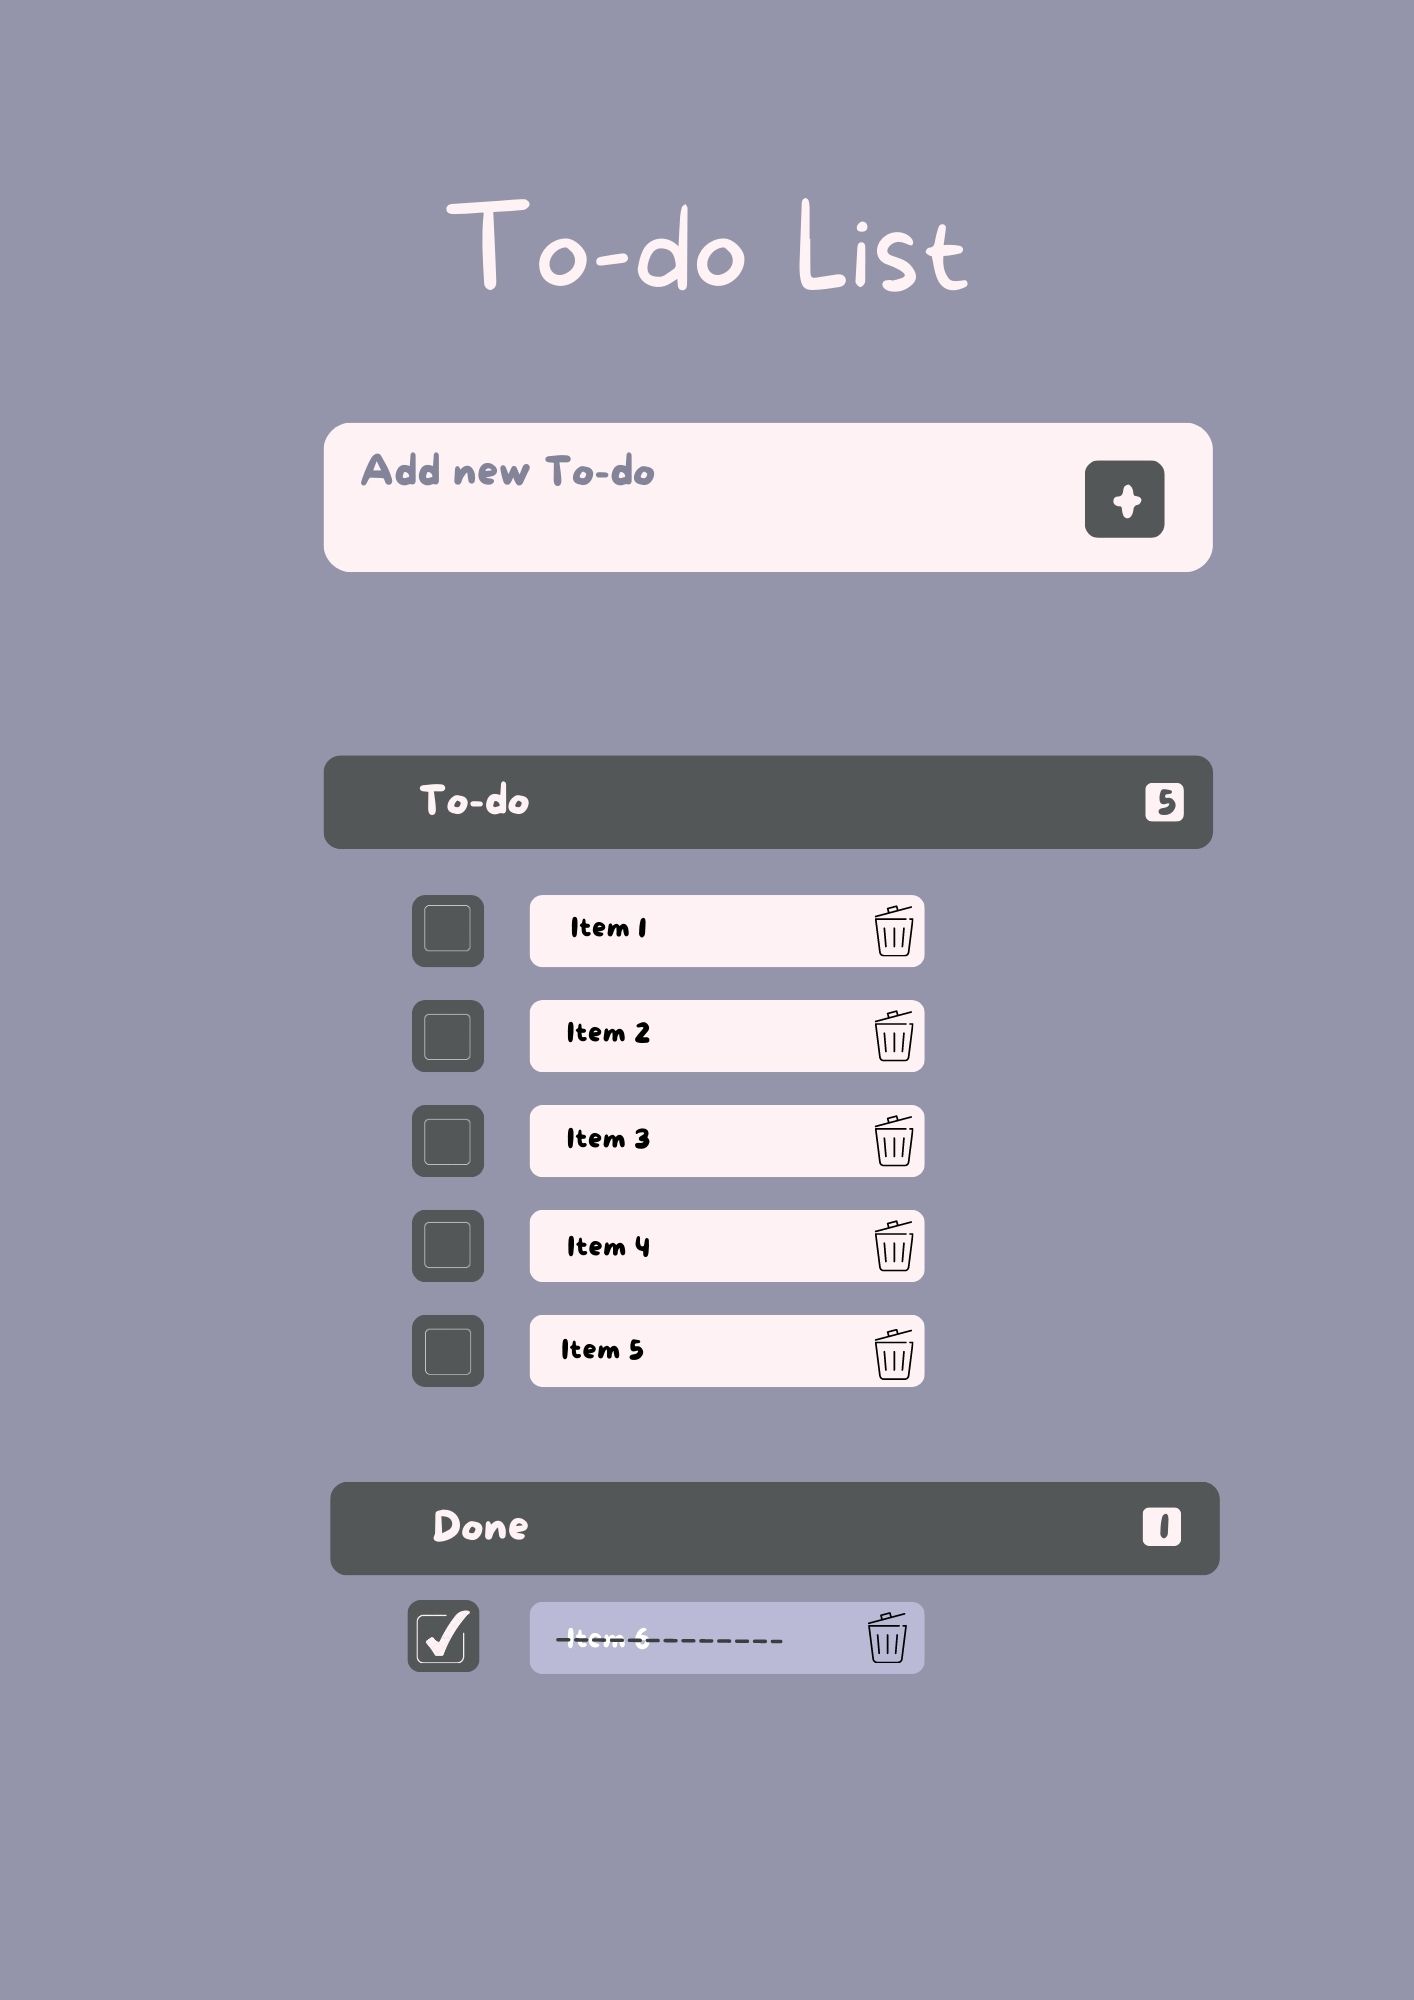 To-do List
Add new To-do
+
To-do
5
Item 1
Item 2
Item 3
Item 4
Item 5
Done
1
Item 6